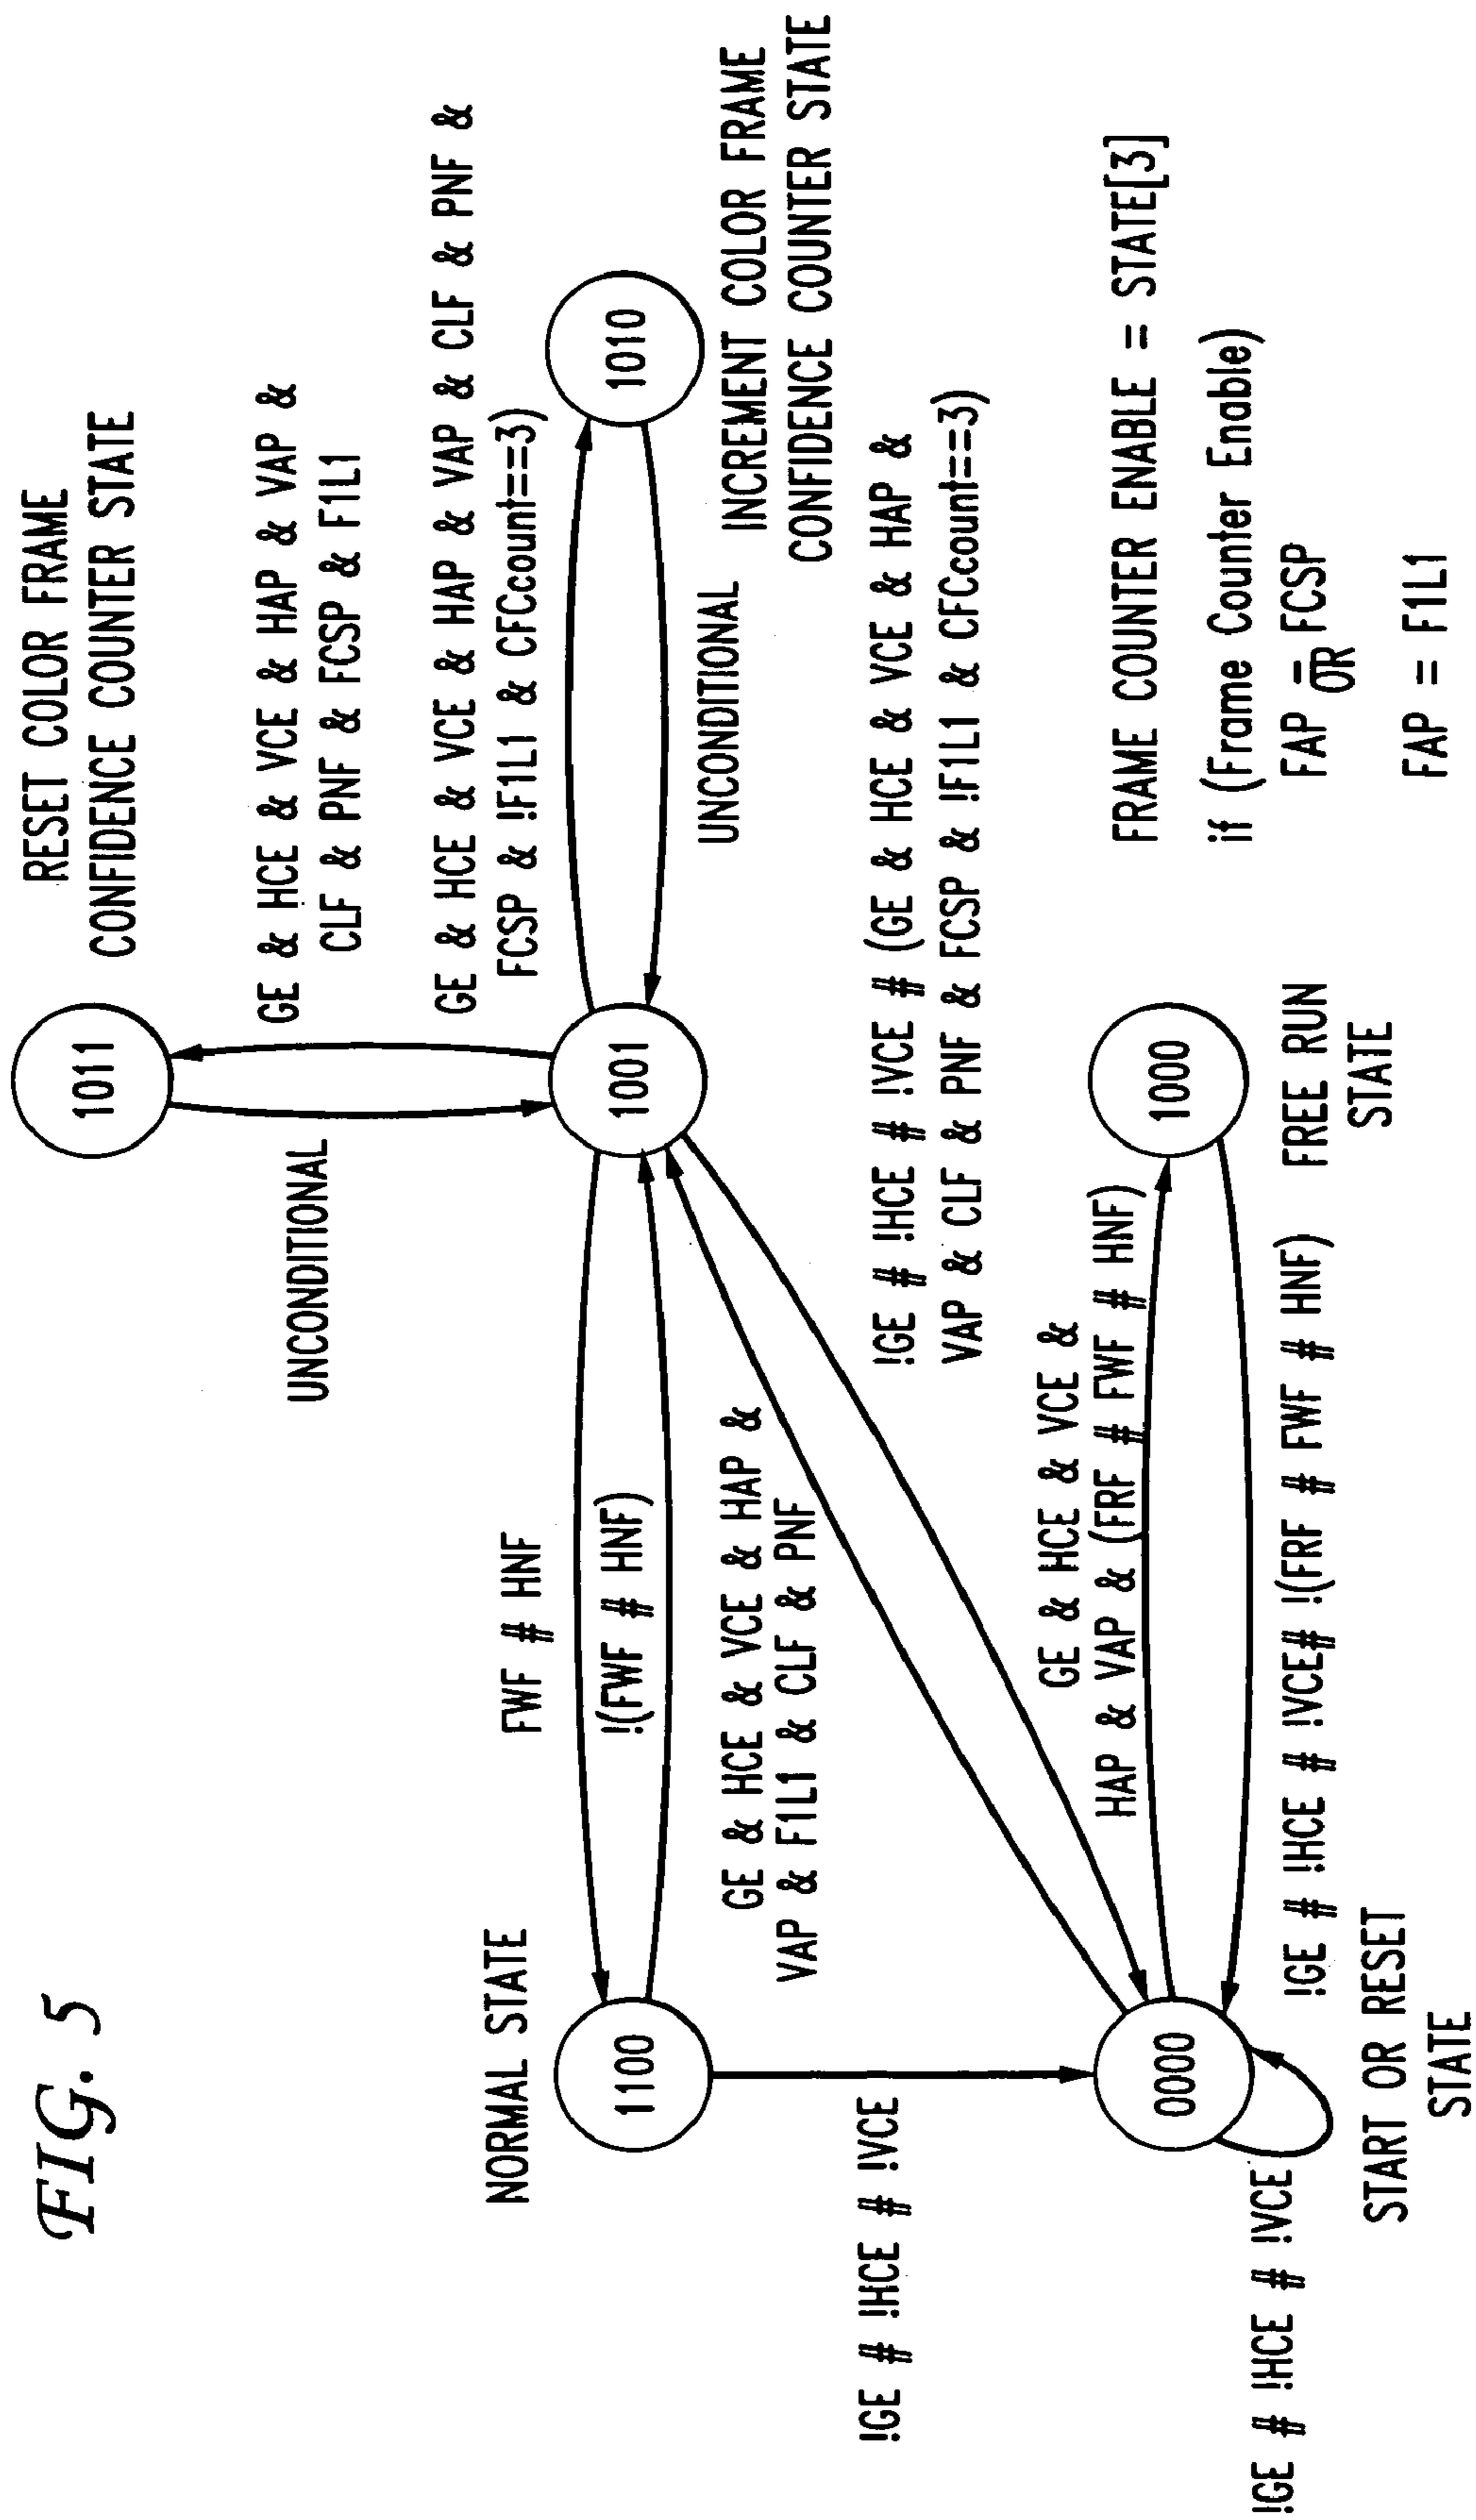 FIG. 5
RESET COLOR FRAME
CONFIDENCE COUNTER STATE
1011
UNCONDITIONAL
GE & HCE & VCE & HAP & VAP &
CLF & PNF & FCSP & F1L1
GE & HCE & VCE & HAP & VAP & CLF & PNF &
FCSP & !F1L1 & CFCcount==3)
NORMAL STATE
FWF # HNF
!(FWF # HNF)
1100
1001
1010
UNCONDITIONAL
INCREMENT COLOR FRAME
CONFIDENCE COUNTER STATE
GE & HCE & VCE & HAP &
VAP & F1L1 & CLF & PNF
!GE # !HCE # !VCE
!GE # !HCE # !VCE # (GE & HCE & VCE & HAP &
VAP & CLF & PNF & FCSP & !F1L1 & CFCcount==3)
GE & HCE & VCE &
HAP & VAP & (FRF # FWF # HNF)
0000
1000
FRAME COUNTER ENABLE = STATE[3]
if (Frame Counter Enable)
FAP = FCSP
OR
FAP = F1L1
!GE # !HCE # !VCE
!GE # !HCE # !VCE# !(FRF # FWF # HNF)
FREE RUN
STATE
START OR RESET
STATE